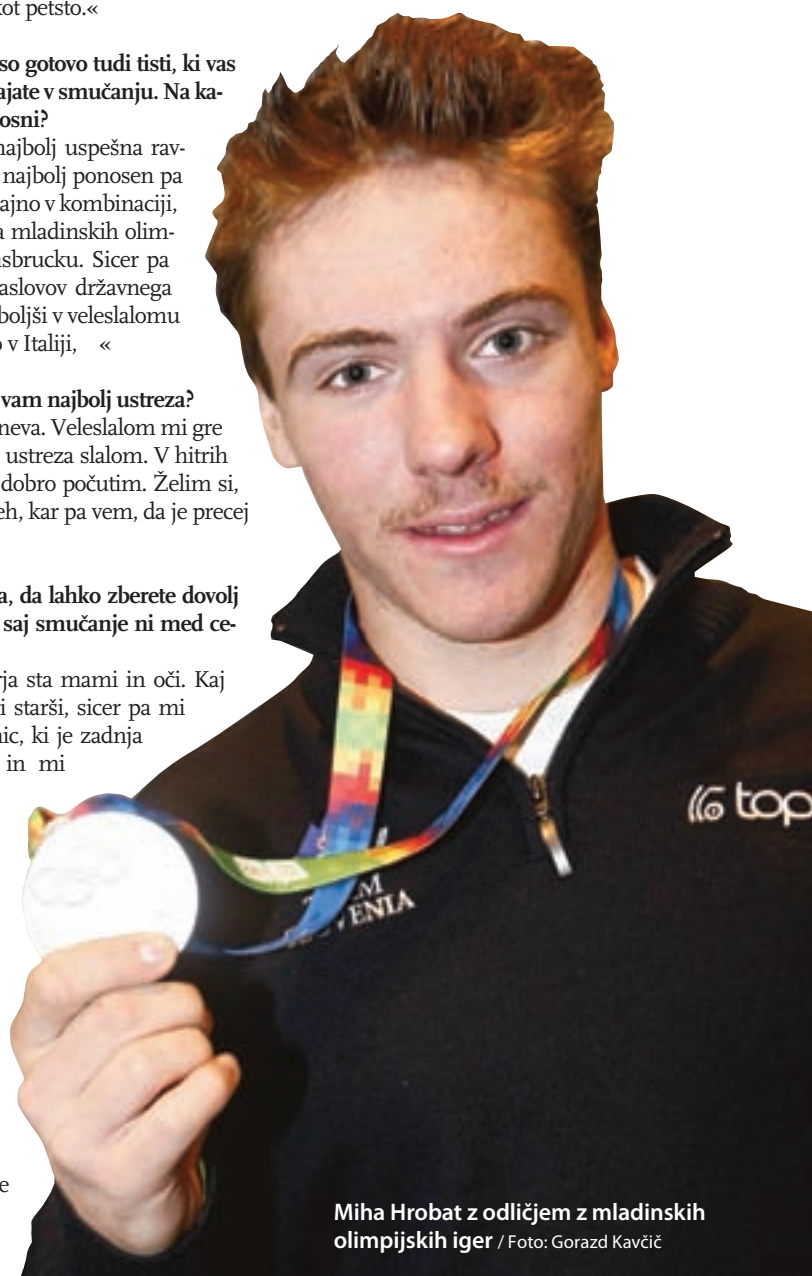 kot petsto.«
so gotovo tudi tisti, ki vas
ajate v smučanju. Na ka-
osni?
najbolj uspešna rav-
najbolj ponosen pa
ajno v kombinaciji,
a mladinskih olim-
nsbrucku. Sicer pa
aslovov državnega
boljši v veleslalomu
o v Italiji, «
vam najbolj ustreza?
neva. Veleslalom mi gre
ustreza slalom. V hitrih
dobro počutim. Želim si,
eh, kar pa vem, da je precej
a, da lahko zberete dovolj
saj smučanje ni med ce-
rja sta mami in oči. Kaj
i starši, sicer pa mi
nic, ki je zadnja
in mi
top
ENIA
e
Miha Hrobat z odličjem z mladinskih
olimpijskih iger / Foto: Gorazd Kavčič